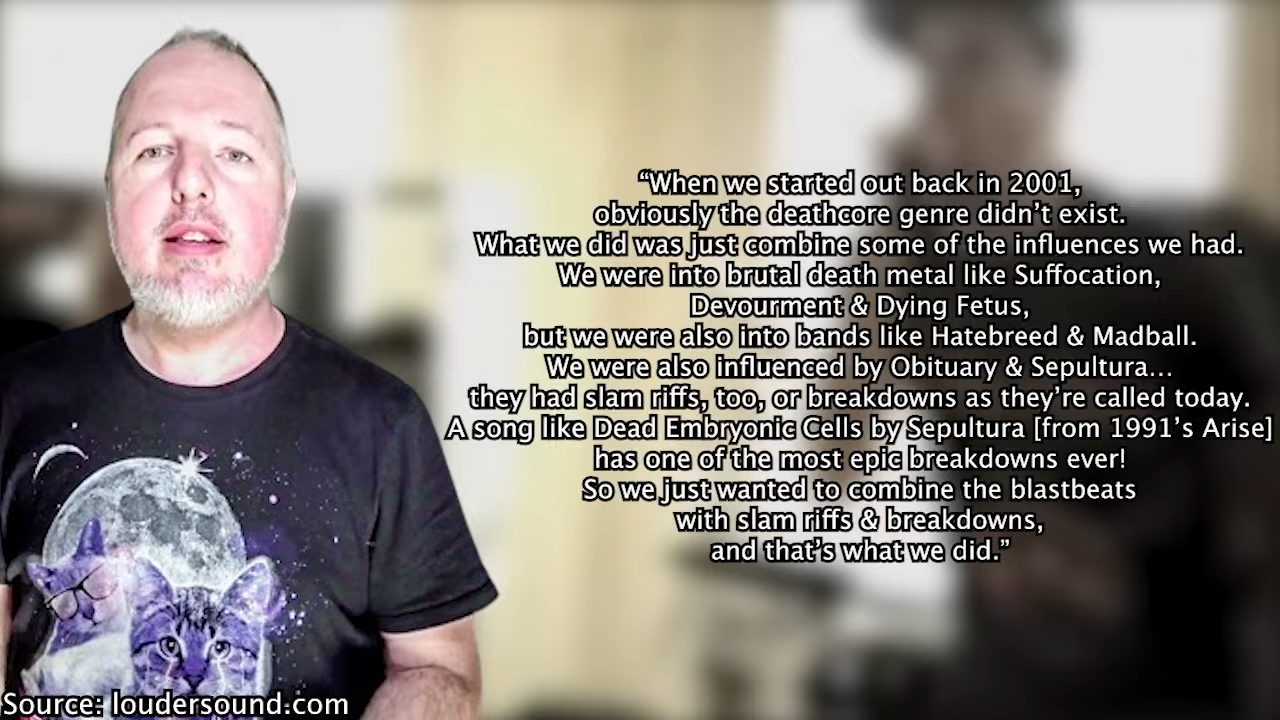 “When we started out back in 2001,
obviously the deathcore genre didn’t exist.
What we did was just combine some of the influences we had.
We were into brutal death metal like Suffocation,
Devourment & Dying Fetus,
but we were also into bands like Hatebreed & Madball.
We were also influenced by Obituary & Sepultura...
they had slam riffs, too, or breakdowns as they’re called today.
A song like Dead Embryonic Cells by Sepultura [from 1991’s Arise]
has one of the most epic breakdowns ever!
So we just wanted to combine the blastbeats
with slam riffs & breakdowns,
and that’s what we did.”
Source: loudersound.com